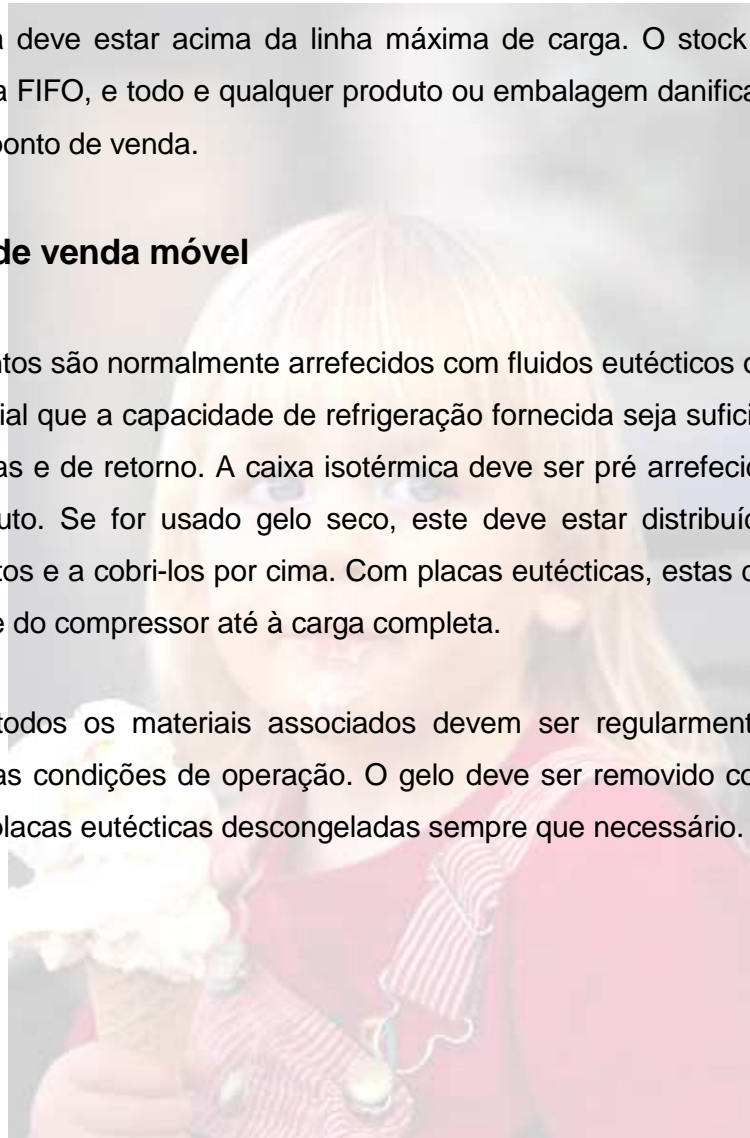 deve estar acima da linha máxima de carga. O stock
a FIFO, e todo e qualquer produto ou embalagem danifica
ponto de venda.
de venda móvel
ntos são normalmente arrefecidos com fluidos eutécticos
ial que a capacidade de refrigeração fornecida seja sufici
as e de retorno. A caixa isotérmica deve ser pré arrefecid
uto. Se for usado gelo seco, este deve estar distribuíd
tos e a cobri-los por cima. Com placas eutécticas, estas
e do compressor até à carga completa.
todos os materiais associados devem ser regularment
as condições de operação. O gelo deve ser removido co
placas eutécticas descongeladas sempre que necessário.